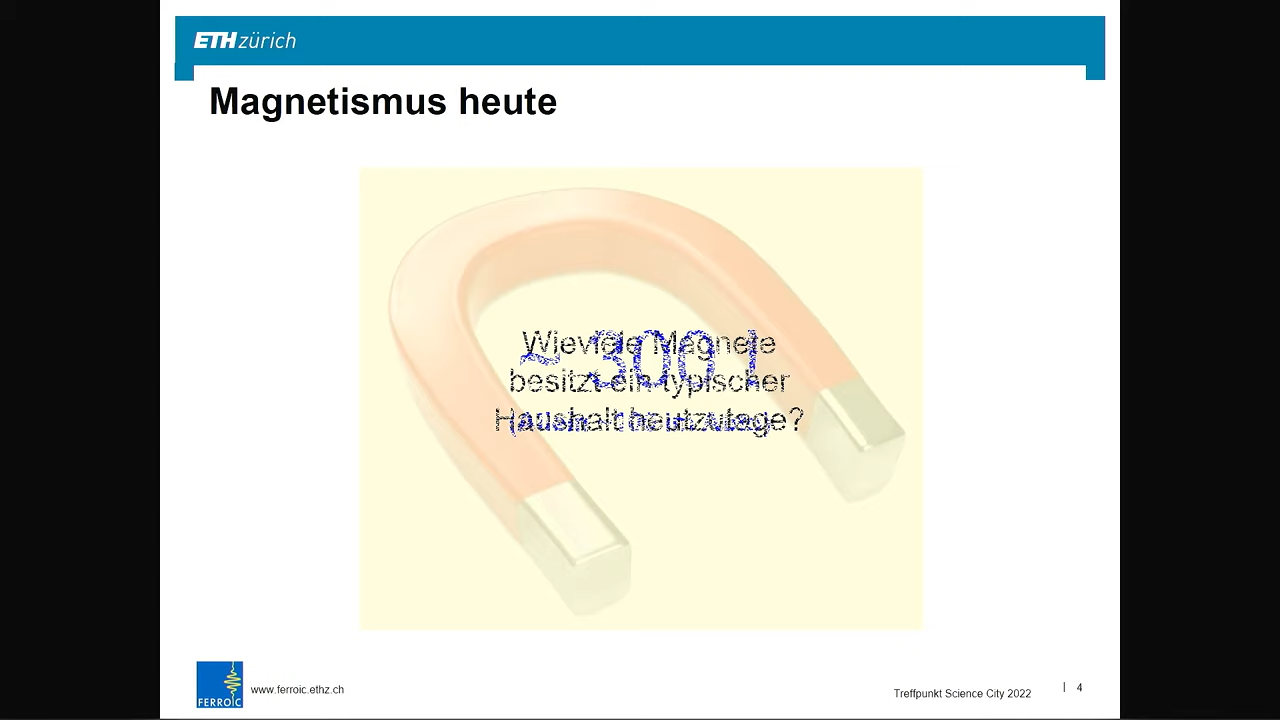 ETH zürich
Magnetismus heute
Wieviele Magnete
besitzt ein typischer
Haushalt heutzutage?
~ 300 !
FERROIC
www.ferroic.ethz.ch
Treffpunkt Science City 2022
| 4